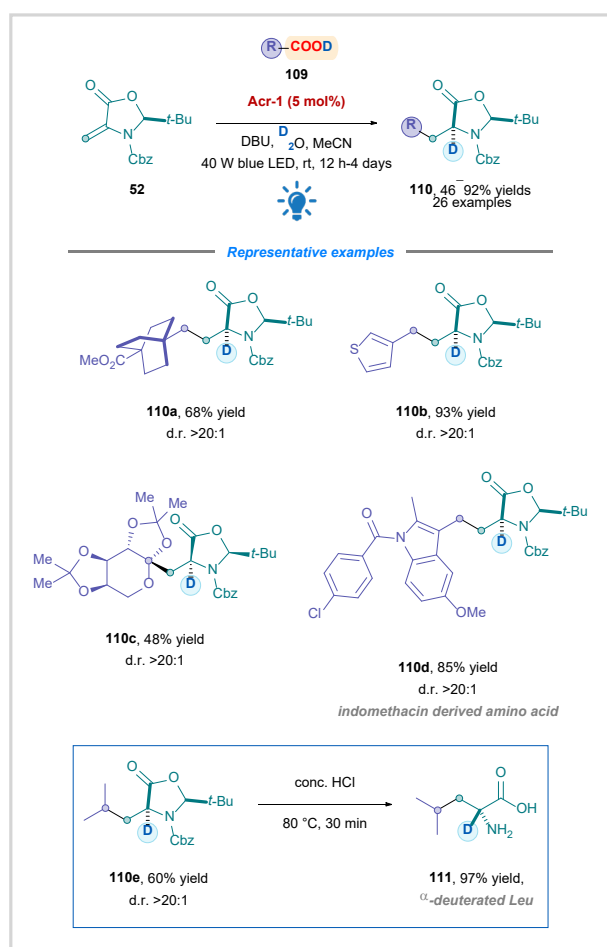 R COOD
109
O
O
t-Bu
N
Cbz
52
Acr-1 (5 mol%)
DBU, D2O, MeCN
40 W blue LED, rt, 12 h-4 days
O
O
t-Bu
R
N
D
Cbz
110, 46–92% yields
26 examples
Representative examples
O
O
t-Bu
N
MeO2C
D
Cbz
110a, 68% yield
d.r. >20:1
O
O
t-Bu
N
S
D
Cbz
110b, 93% yield
d.r. >20:1
Me
Me
O
O
O
O
t-Bu
Me
N
Me
O
O
O
D
Cbz
110c, 48% yield
d.r. >20:1
O
O
t-Bu
O
N
N
D
Cbz
Cl
OMe
110d, 85% yield
d.r. >20:1
indomethacin derived amino acid
O
O
t-Bu
N
D
Cbz
110e, 60% yield
d.r. >20:1
conc. HCl
80 °C, 30 min
O
OH
D
NH2
111, 97% yield,
α-deuterated Leu